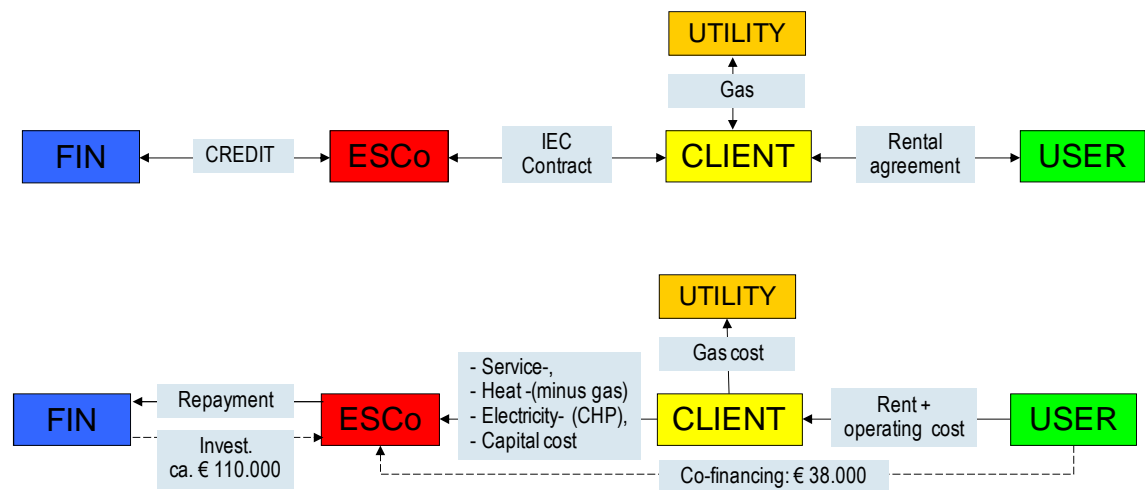 UTILITY
Gas
FIN
CREDIT
ESCo
IEC
Contract
CLIENT
Rental
agreement
USER
UTILITY
Gas cost
FIN
Repayment
Invest.
ca. € 110.000
ESCo
- Service-,
- Heat -(minus gas)
- Electricity- (CHP),
- Capital cost
CLIENT
Rent +
operating cost
USER
Co-financing: € 38.000